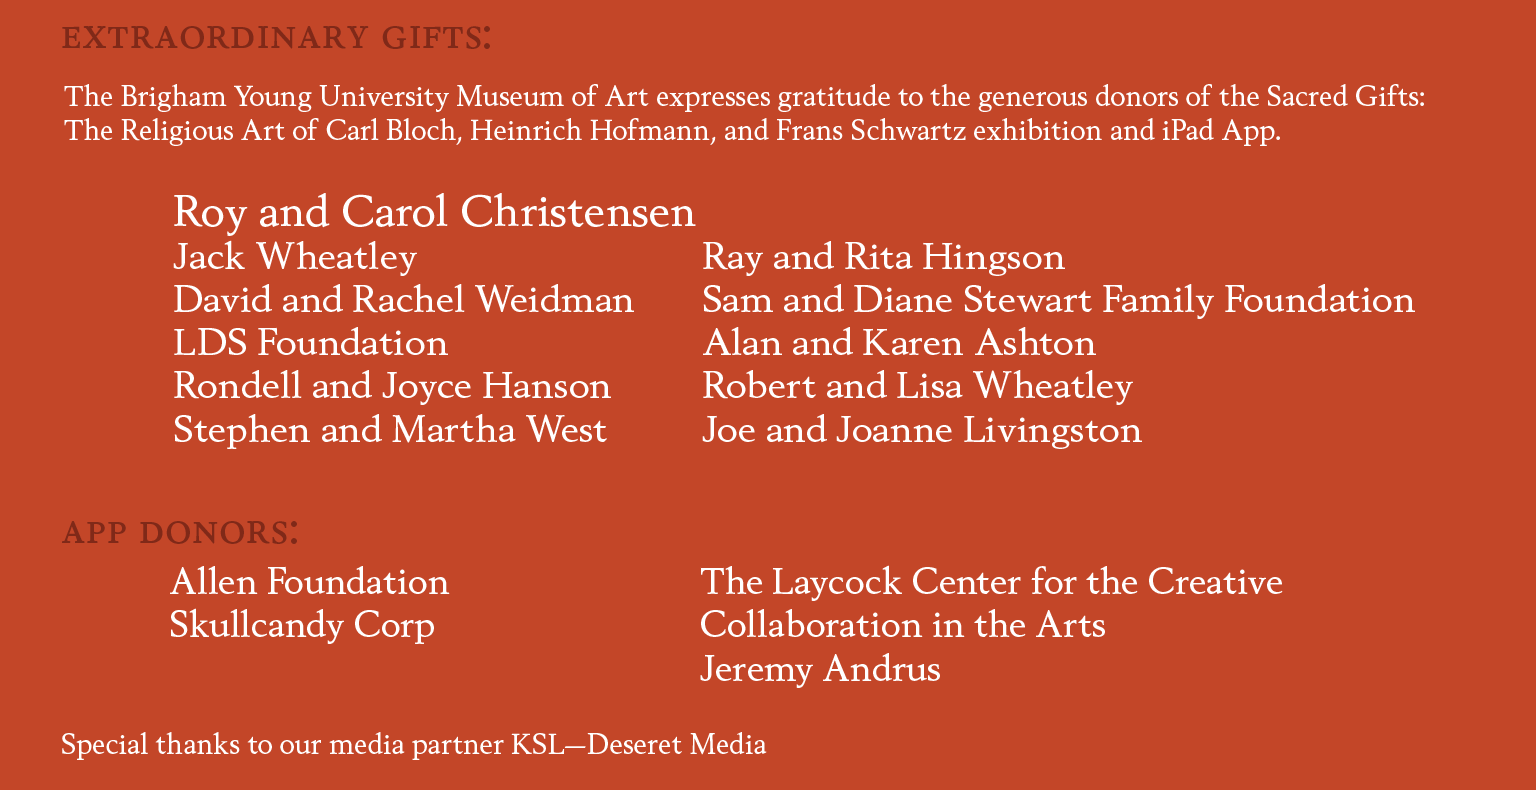 EXTRAORDINARY GIFTS:
The Brigham Young University Museum of Art expresses gratitude to the generous donors of the Sacred Gifts:
The Religious Art of Carl Bloch, Heinrich Hofmann, and Frans Schwartz exhibition and iPad App.
Roy and Carol Christensen
Jack Wheatley
David and Rachel Weidman
LDS Foundation
Rondell and Joyce Hanson
Stephen and Martha West
Ray and Rita Hingson
Sam and Diane Stewart Family Foundation
Alan and Karen Ashton
Robert and Lisa Wheatley
Joe and Joanne Livingston
APP DONORS:
Allen Foundation
Skullcandy Corp
The Laycock Center for the Creative
Collaboration in the Arts
Jeremy Andrus
Special thanks to our media partner KSL—Deseret Media